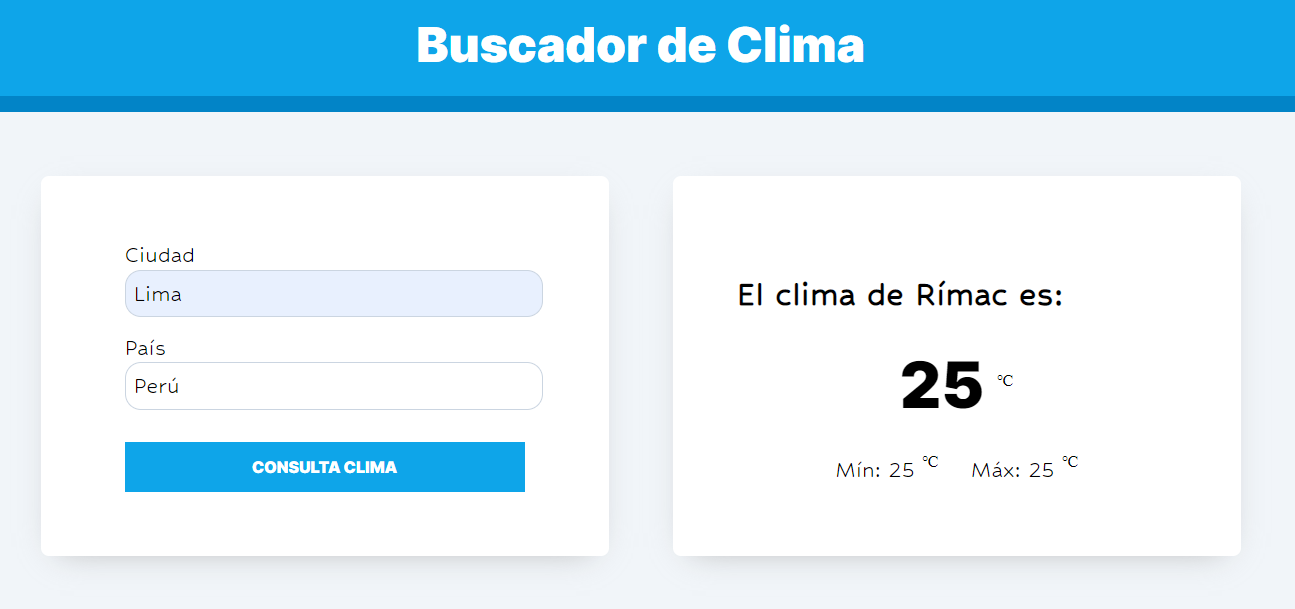 Buscador de Clima
Ciudad
Lima
País
Perú
CONSULTA CLIMA
El clima de Rímac es:
25 ℃
Mín: 25 ℃ Máx: 25 ℃